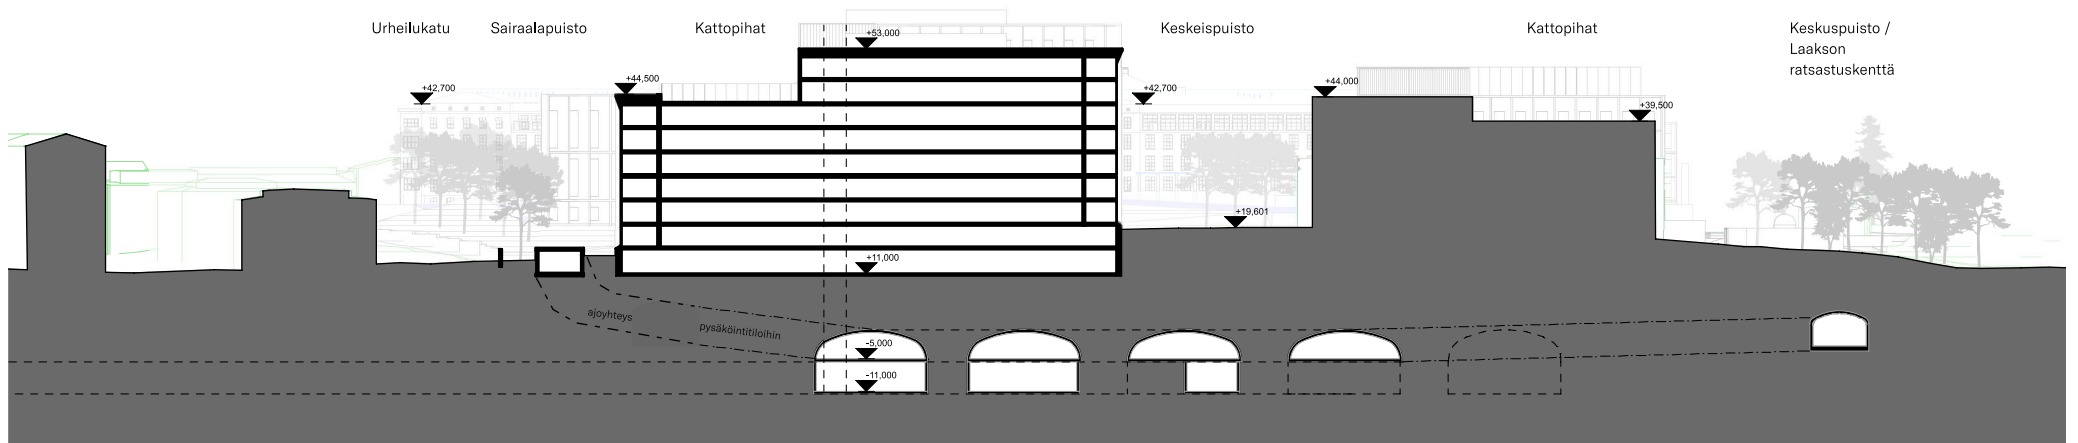 Urheilukatu
Sairaalapuisto
Kattopihat
Keskeispuisto
Kattopihat
Keskuspuisto /
Laakson
ratsastuskenttä
+53,000
+44,500
+42,700
+42,700
+44,000
+39,500
+19,601
+11,000
ajoyhteys
pysäköintitiloihin
-5,000
-11,000